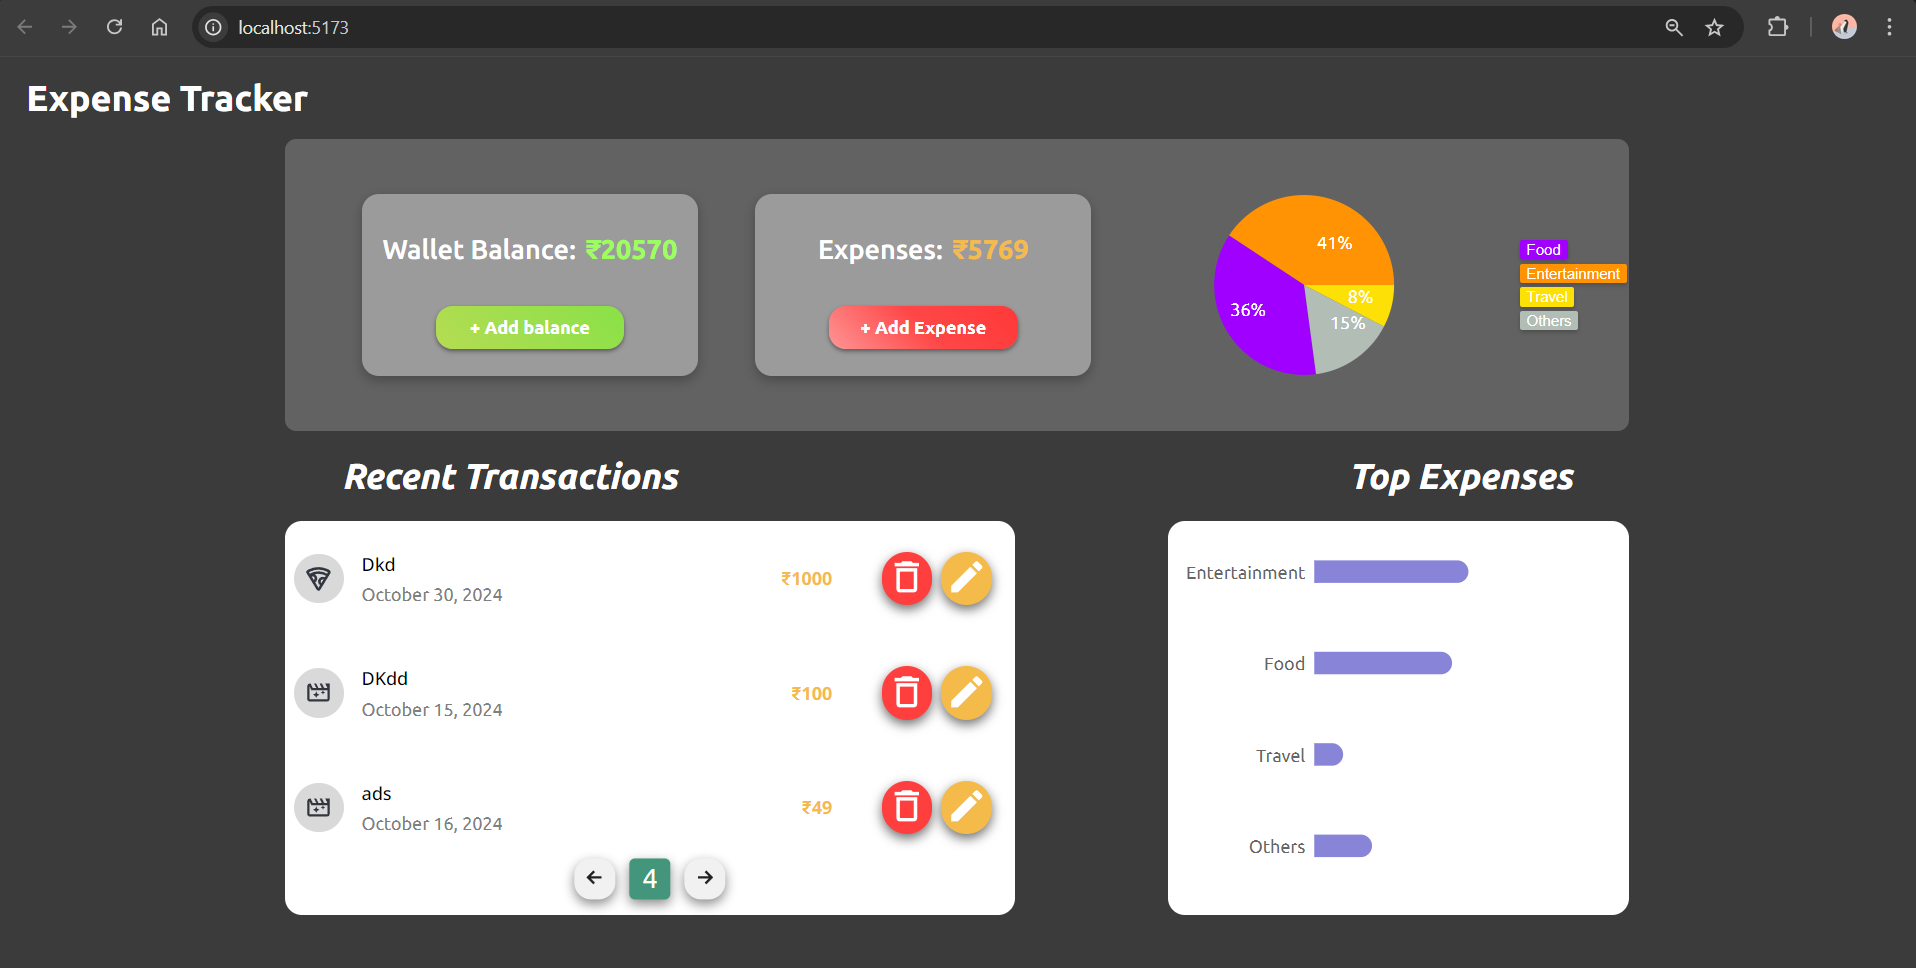 localhost:5173
Expense Tracker
Wallet Balance: ₹20570
+ Add balance
Expenses: ₹5769
+ Add Expense
41%
36%
8%
15%
Food
Entertainment
Travel
Others
Recent Transactions
Dkd
October 30, 2024
₹1000
DKdd
October 15, 2024
₹100
ads
October 16, 2024
₹49
4
Top Expenses
Entertainment
Food
Travel
Others